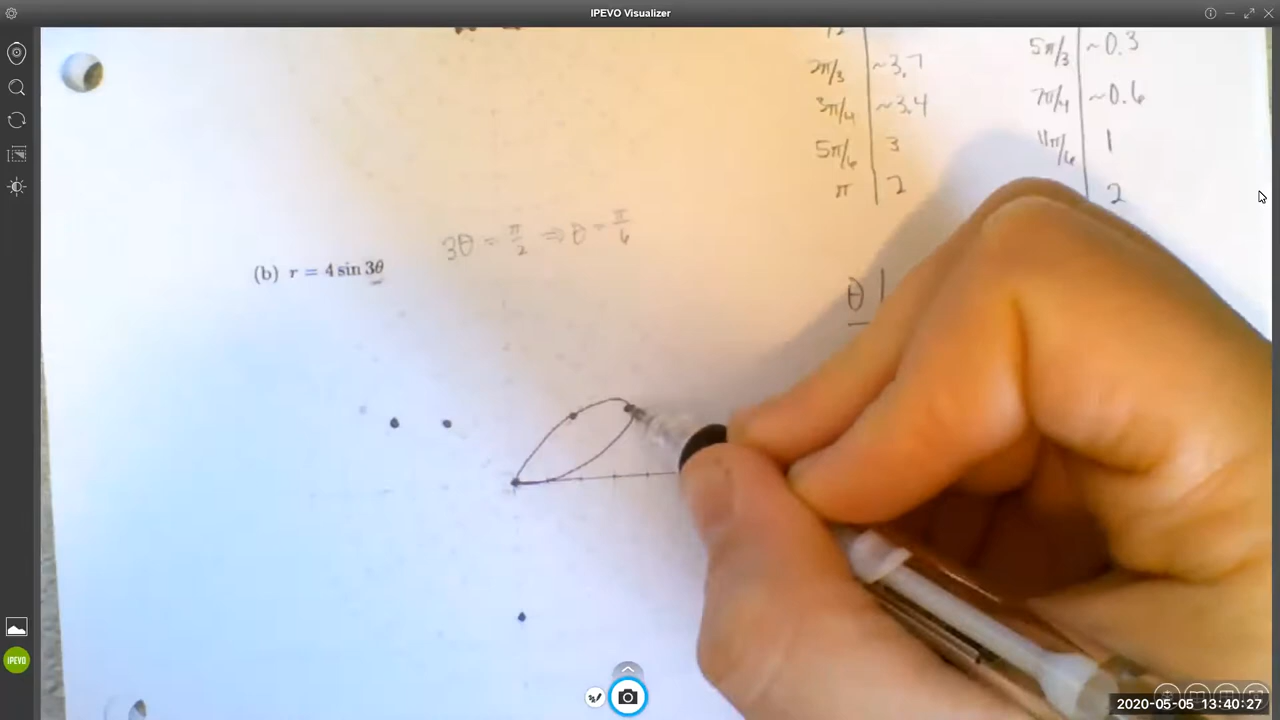 IPEVO Visualizer
5π/3 ~0.3
2π/3 ~3.7
7π/4 ~0.6
3π/4 ~3.4
11π/6 1
5π/6 3
π 2
2
3θ = π/2 ⇒ θ = π/6
(b) r = 4 sin 3θ
θ
IPEVO
2020-05-05 13:40:27